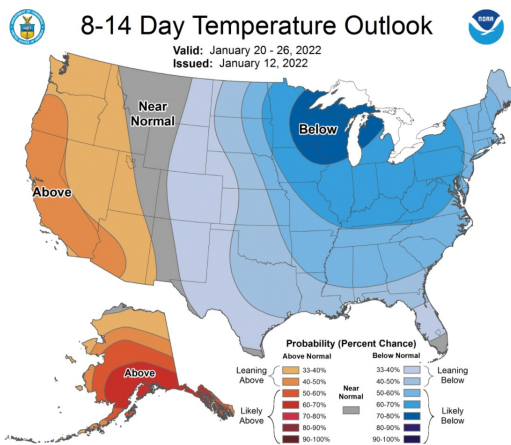 8-14 Day Temperature Outlook
Valid: January 20 - 26, 2022
Issued: January 12, 2022
NOAA
Near
Normal
Below
Above
Above
Probability (Percent Chance)
Above Normal
Below Normal
Leaning
Above
33-40%
40-50%
Likely
Above
50-60%
60-70%
70-80%
80-90%
90-100%
Near
Normal
33-40%
40-50%
Leaning
Below
50-60%
60-70%
70-80%
80-90%
90-100%
Likely
Below